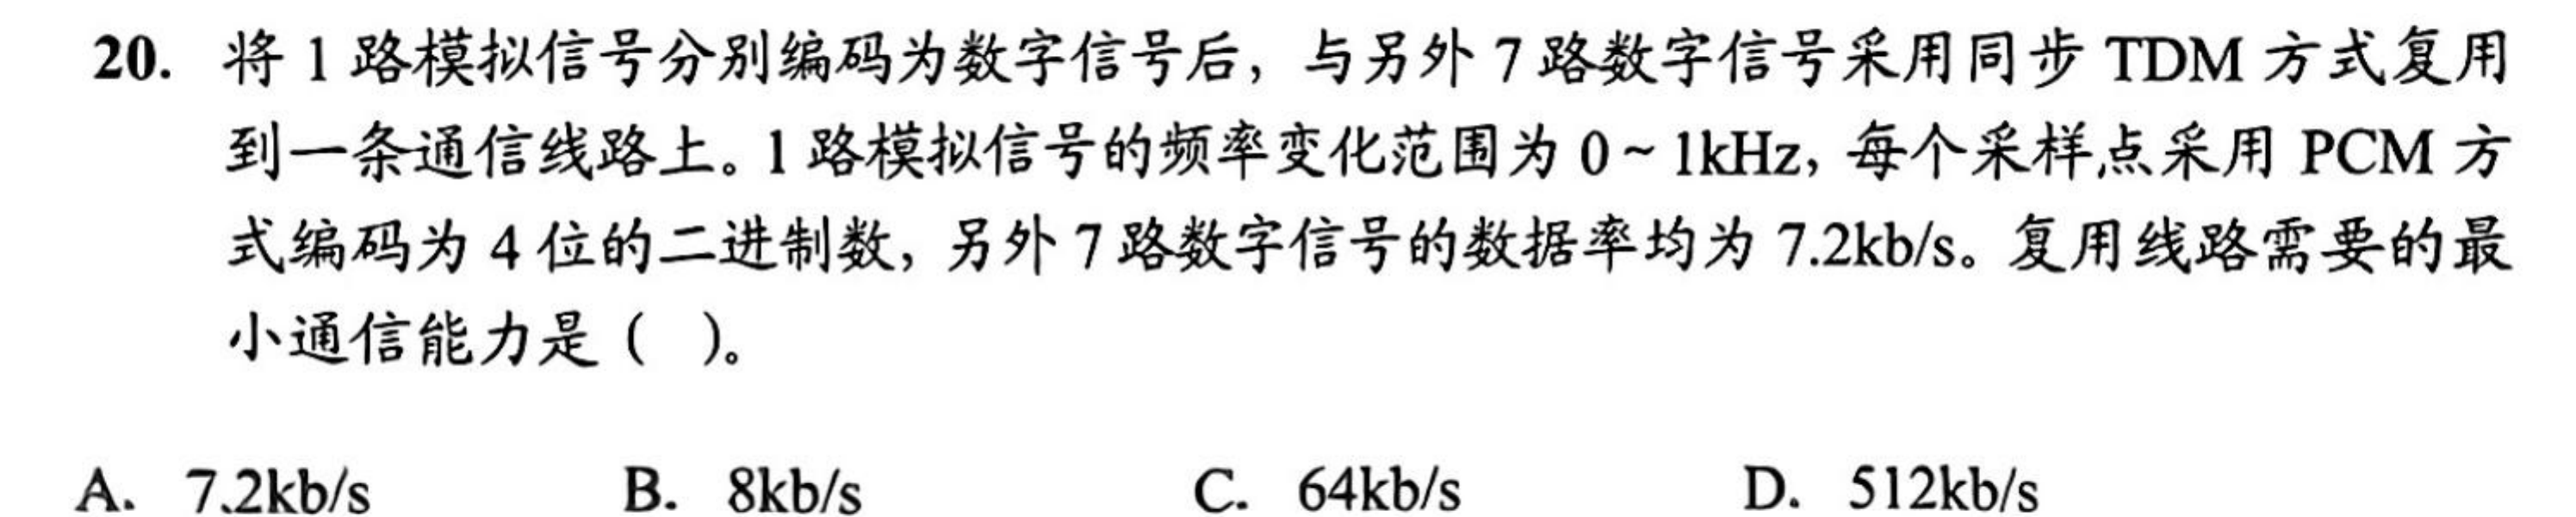 20. 将 1 路模拟信号分别编码为数字信号后，与另外 7 路数字信号采用同步 TDM 方式复用
到一条通信线路上。1 路模拟信号的频率变化范围为 0 ~ 1kHz，每个采样点采用 PCM 方
式编码为 4 位的二进制数，另外 7 路数字信号的数据率均为 7.2kb/s。复用线路需要的最
小通信能力是（ ）。
A. 7.2kb/s B. 8kb/s C. 64kb/s D. 512kb/s